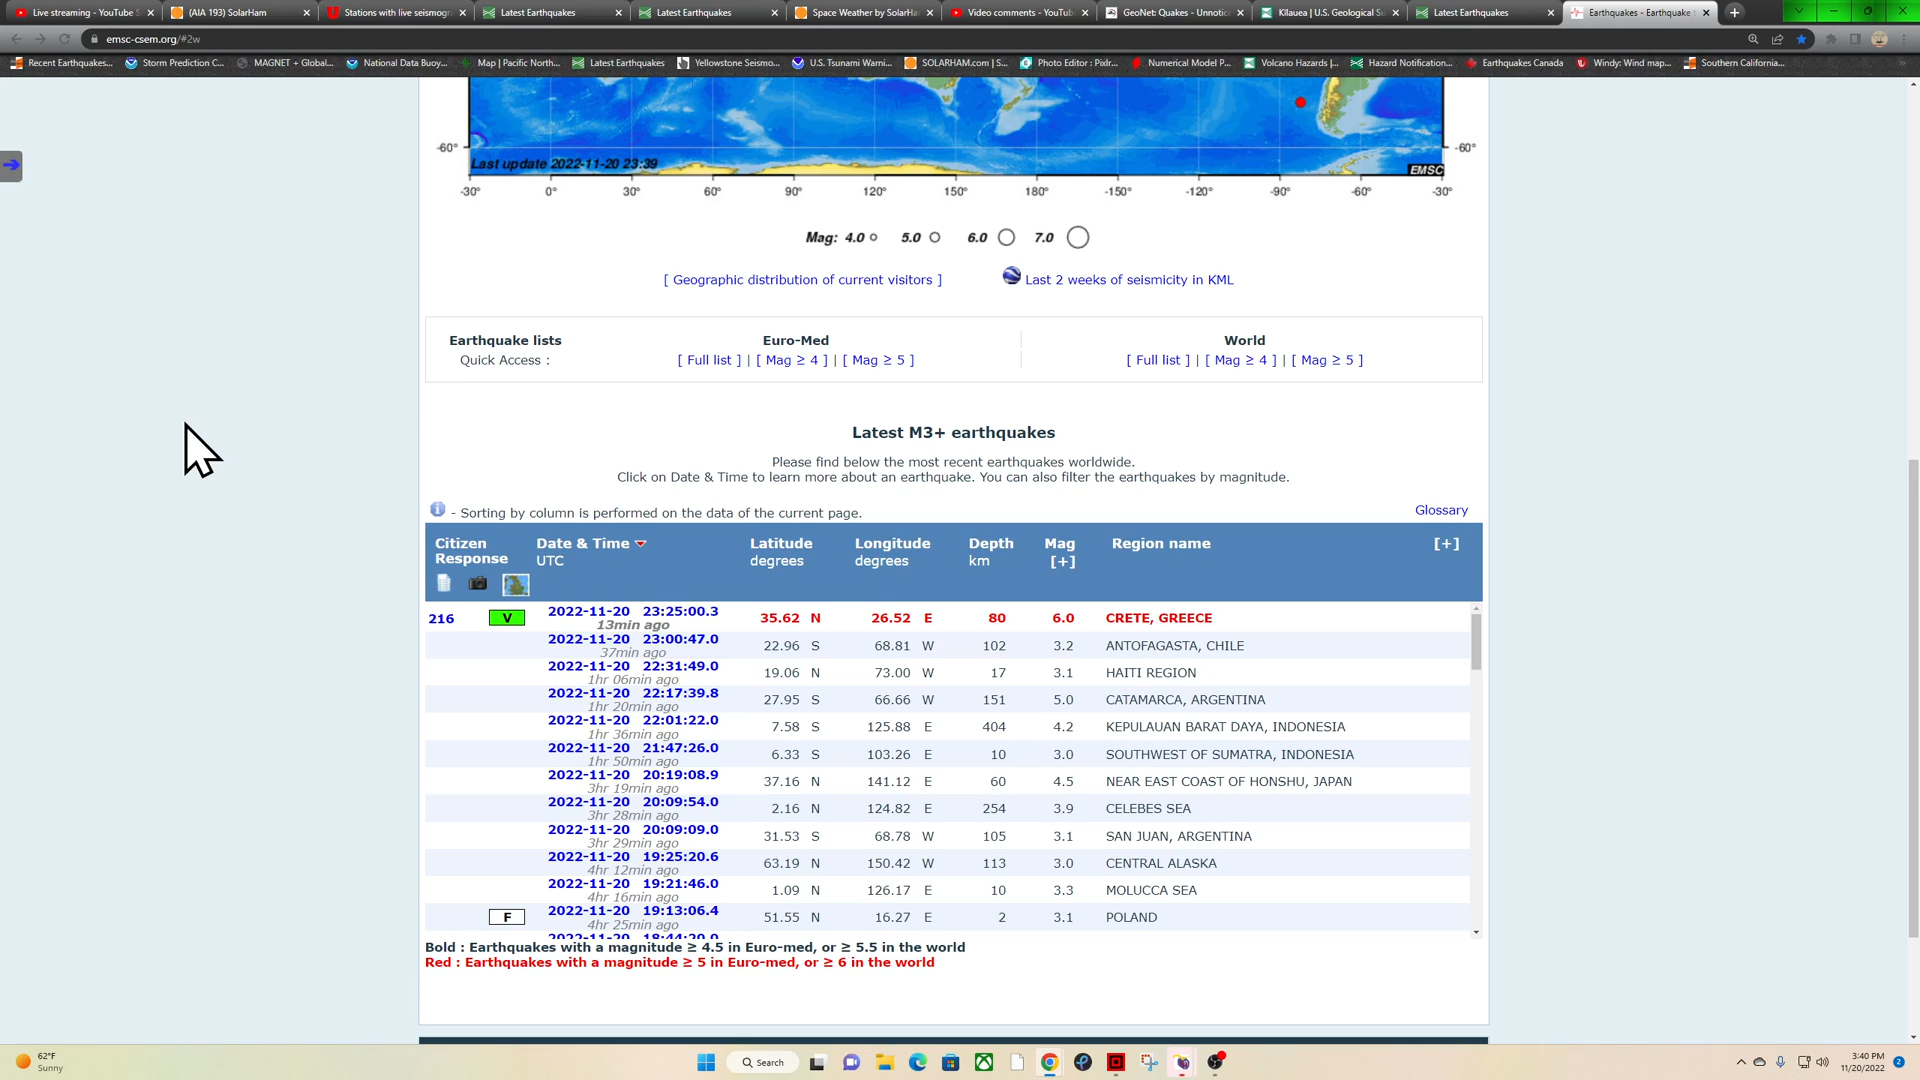 Live streaming - YouTube S
(AIA 193) SolarHam
Stations with live seismogra
Latest Earthquakes
Latest Earthquakes
Space Weather by SolarHa
Video comments - YouTub
GeoNet: Quakes - Unnotic
Kīlauea | U.S. Geological Su
Latest Earthquakes
Earthquakes - Earthquake t
emsc-csem.org/#2w
Recent Earthquakes...
Storm Prediction C...
MAGNET + Global...
National Data Buoy...
Map | Pacific North...
Latest Earthquakes
Yellowstone Seismo...
U.S. Tsunami Warni...
SOLARHAM.com | S...
Photo Editor : Pixlr...
Numerical Model P...
Volcano Hazards |...
Hazard Notification...
Earthquakes Canada
Windy: Wind map...
Southern California...
-60° -60°
Last update 2022-11-20 23:39
EMSC
-30° 0° 30° 60° 90° 120° 150° 180° -150° -120° -90° -60° -30°
Mag: 4.0 5.0 6.0 7.0
[ Geographic distribution of current visitors ] Last 2 weeks of seismicity in KML
Earthquake lists Euro-Med World
Quick Access : [ Full list ] | [ Mag ≥ 4 ] | [ Mag ≥ 5 ] [ Full list ] | [ Mag ≥ 4 ] | [ Mag ≥ 5 ]
Latest M3+ earthquakes
Please find below the most recent earthquakes worldwide.
Click on Date & Time to learn more about an earthquake. You can also filter the earthquakes by magnitude.
- Sorting by column is performed on the data of the current page. Glossary
Citizen Response Date & Time UTC Latitude degrees Longitude degrees Depth km Mag [+] Region name [+]
216 V 2022-11-20 23:25:00.3 35.62 N 26.52 E 80 6.0 CRETE, GREECE
13min ago
2022-11-20 23:00:47.0 22.96 S 68.81 W 102 3.2 ANTOFAGASTA, CHILE
37min ago
2022-11-20 22:31:49.0 19.06 N 73.00 W 17 3.1 HAITI REGION
1hr 06min ago
2022-11-20 22:17:39.8 27.95 S 66.66 W 151 5.0 CATAMARCA, ARGENTINA
1hr 20min ago
2022-11-20 22:01:22.0 7.58 S 125.88 E 404 4.2 KEPULAUAN BARAT DAYA, INDONESIA
1hr 36min ago
2022-11-20 21:47:26.0 6.33 S 103.26 E 10 3.0 SOUTHWEST OF SUMATRA, INDONESIA
1hr 50min ago
2022-11-20 20:19:08.9 37.16 N 141.12 E 60 4.5 NEAR EAST COAST OF HONSHU, JAPAN
3hr 19min ago
2022-11-20 20:09:54.0 2.16 N 124.82 E 254 3.9 CELEBES SEA
3hr 28min ago
2022-11-20 20:09:09.0 31.53 S 68.78 W 105 3.1 SAN JUAN, ARGENTINA
3hr 29min ago
2022-11-20 19:25:20.6 63.19 N 150.42 W 113 3.0 CENTRAL ALASKA
4hr 12min ago
2022-11-20 19:21:46.0 1.09 N 126.17 E 10 3.3 MOLUCCA SEA
4hr 16min ago
F 2022-11-20 19:13:06.4 51.55 N 16.27 E 2 3.1 POLAND
4hr 25min ago
2022-11-20 18:44:20.0
Bold : Earthquakes with a magnitude ≥ 4.5 in Euro-med, or ≥ 5.5 in the world
Red : Earthquakes with a magnitude ≥ 5 in Euro-med, or ≥ 6 in the world
62°F
Sunny
Search
3:40 PM
11/20/2022
2